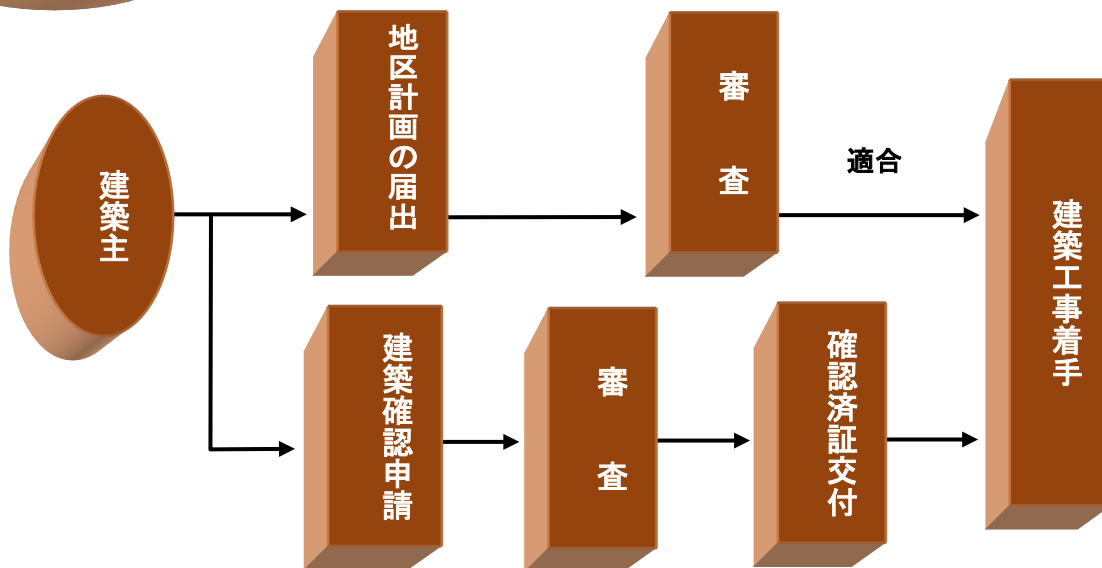 建築主
地区計画の届出
審査
適合
建築確認申請
審査
確認済証交付
建築工事着手